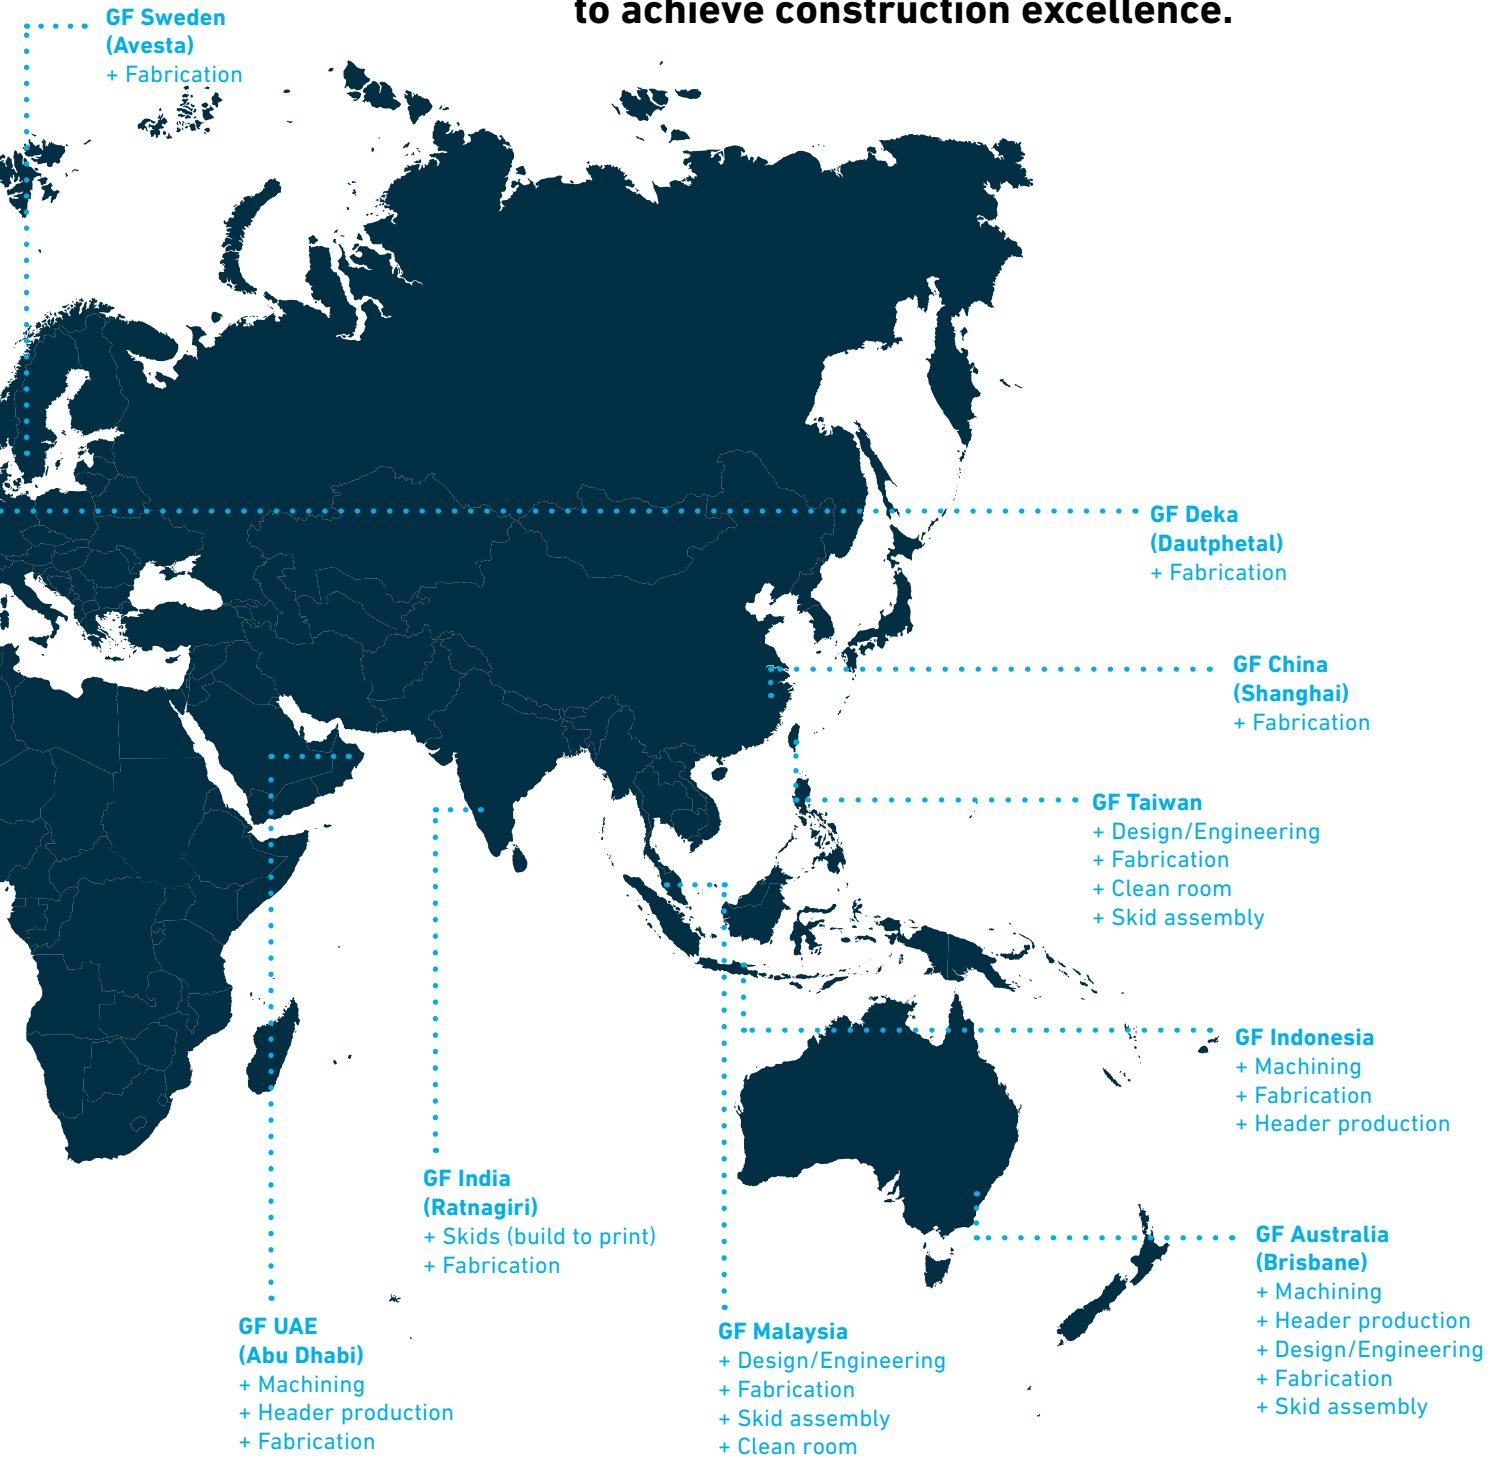 to achieve construction excellence.
GF Sweden
(Avesta)
+ Fabrication
GF Deka
(Dautphetal)
+ Fabrication
GF China
(Shanghai)
+ Fabrication
GF Taiwan
+ Design/Engineering
+ Fabrication
+ Clean room
+ Skid assembly
GF Indonesia
+ Machining
+ Fabrication
+ Header production
GF India
(Ratnagiri)
+ Skids (build to print)
+ Fabrication
GF Australia
(Brisbane)
+ Machining
+ Header production
+ Design/Engineering
+ Fabrication
+ Skid assembly
GF UAE
(Abu Dhabi)
+ Machining
+ Header production
+ Fabrication
GF Malaysia
+ Design/Engineering
+ Fabrication
+ Skid assembly
+ Clean room